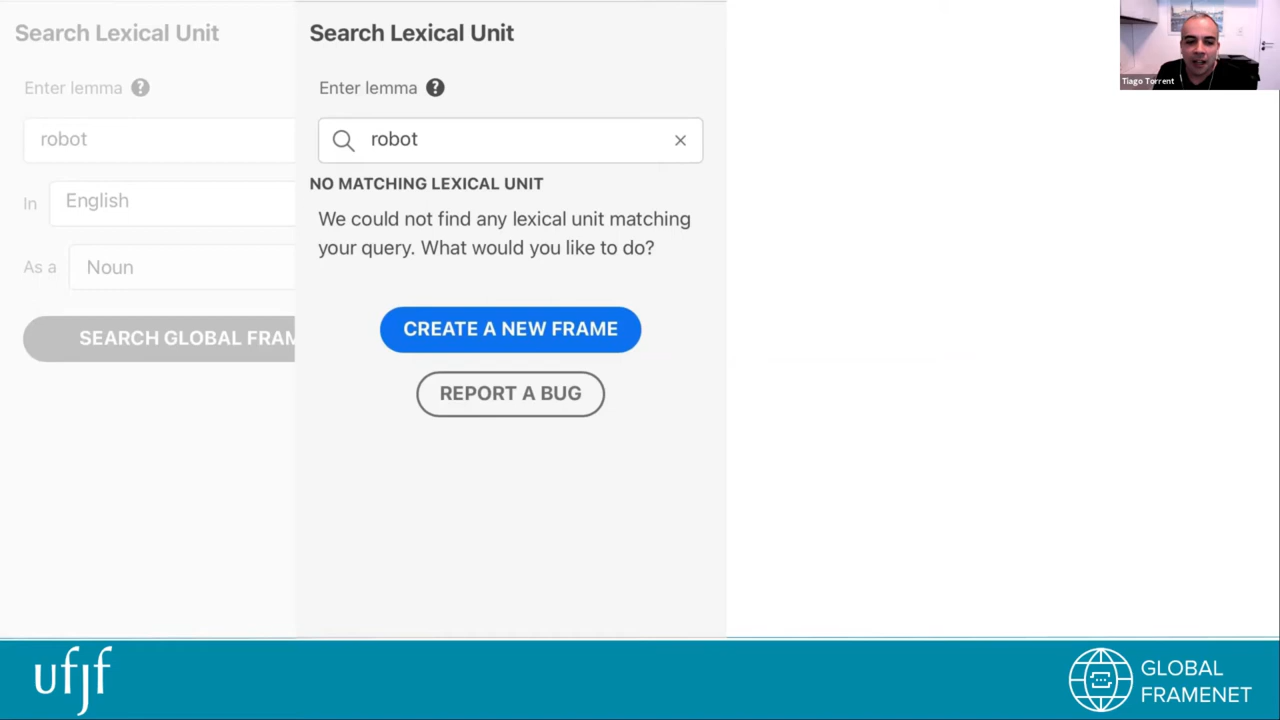 Search Lexical Unit
Enter lemma ?
robot
In English
As a Noun
SEARCH GLOBAL FRAM
Search Lexical Unit
Enter lemma ?
robot
NO MATCHING LEXICAL UNIT
We could not find any lexical unit matching
your query. What would you like to do?
CREATE A NEW FRAME
REPORT A BUG
Tiago Torrent
ufjf
GLOBAL
FRAMENET